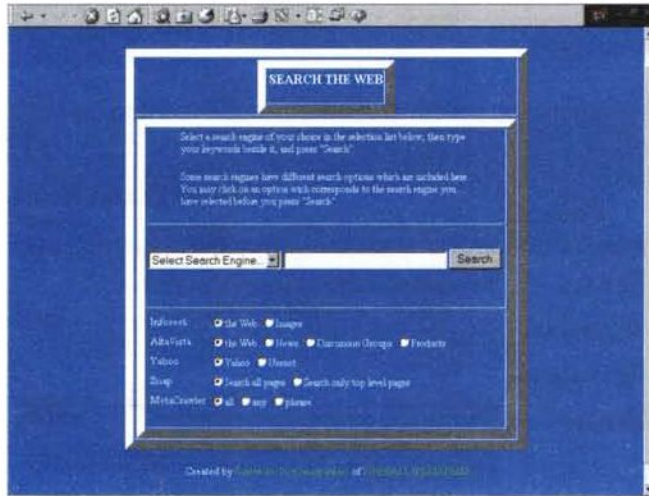 SEARCH THE WEB
Select a search engine of your choice in the selection list below, then type
your keywords beside it, and press "Search"
Some search engines have different search options which are included here.
You may click on an option wich corresponds to the search engine you
have selected before you press "Search"
Select Search Engine... Search
Infoseek the Web Images
AltaVista the Web News Discussion Groups Products
Yahoo Yahoo Usenet
Snap Search all pages Search only top level pages
MetaCrawler all any phrase
Created by of